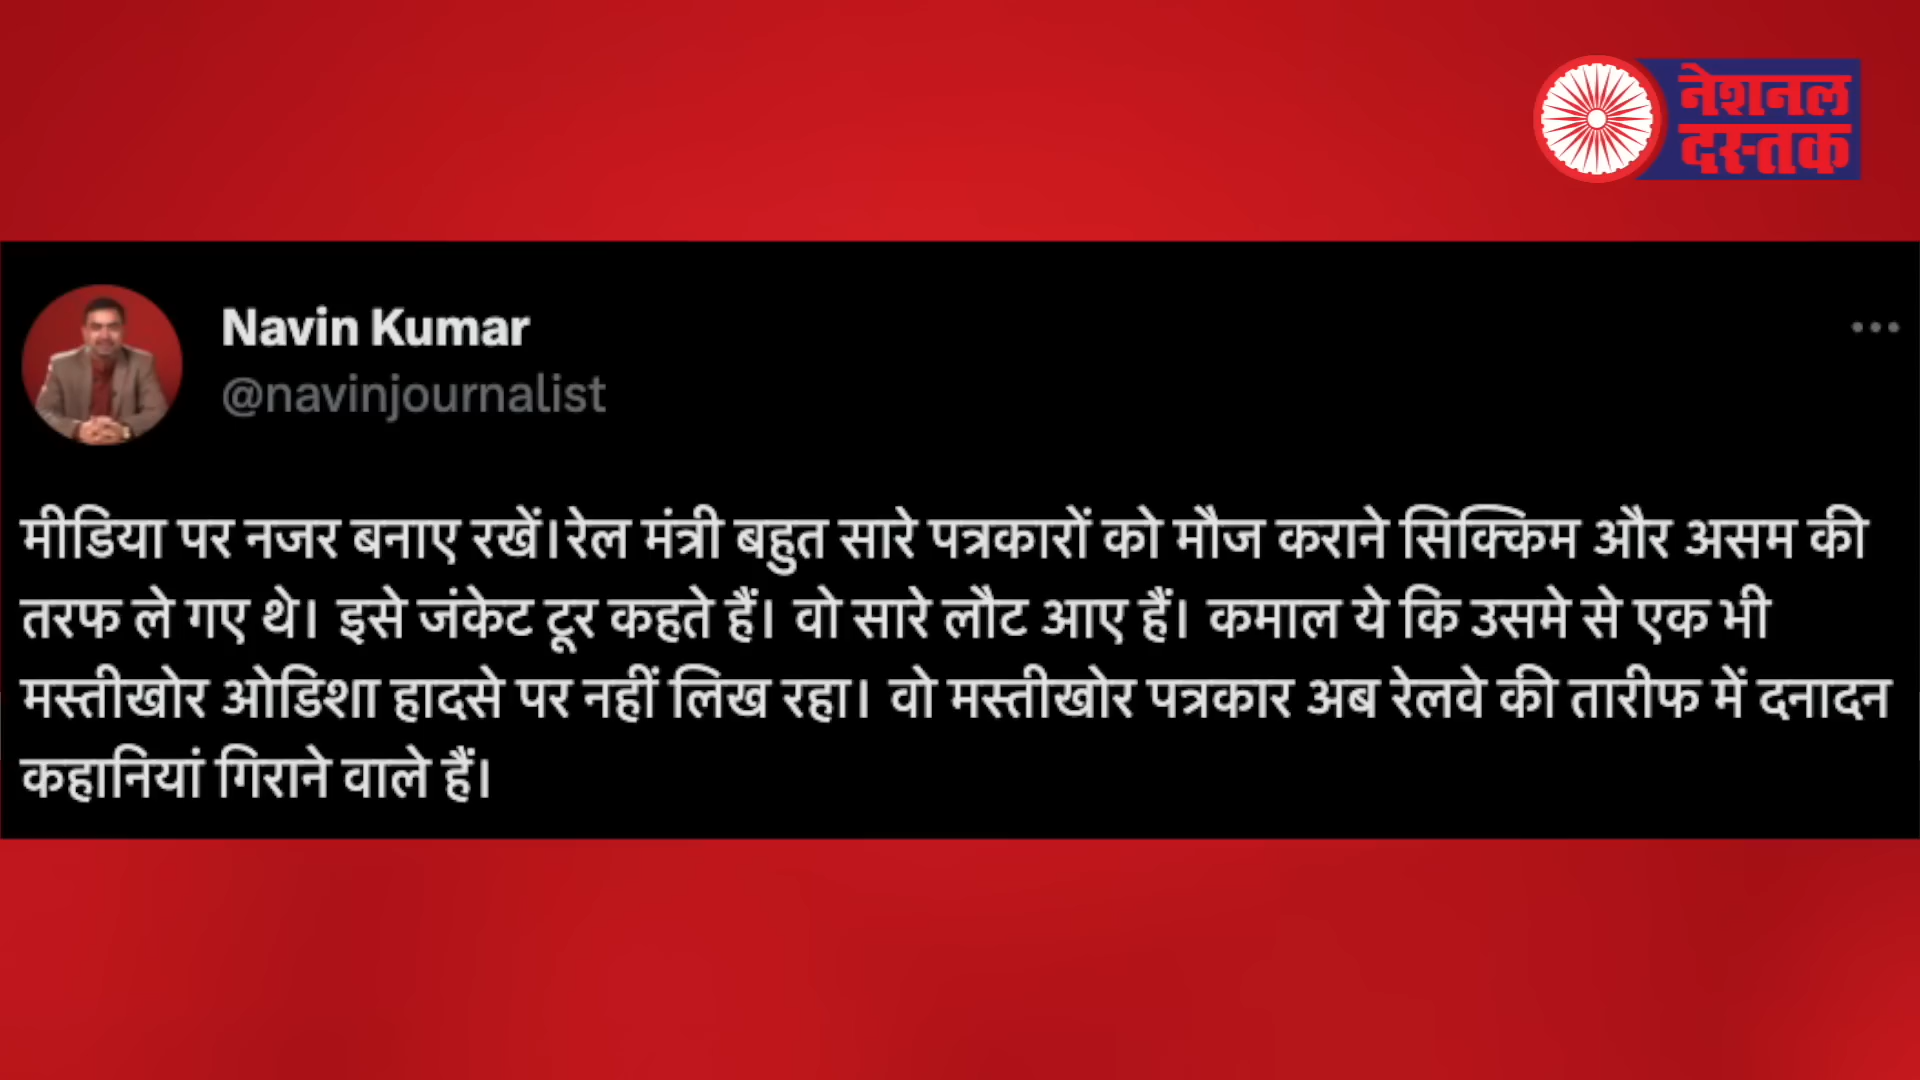 नेशनल
दस्तक
Navin Kumar
@navinjournalist
मीडिया पर नजर बनाए रखें।रेल मंत्री बहुत सारे पत्रकारों को मौज कराने सिक्किम और असम की
तरफ ले गए थे। इसे जंकेट टूर कहते हैं। वो सारे लौट आए हैं। कमाल ये कि उसमे से एक भी
मस्तीखोर ओडिशा हादसे पर नहीं लिख रहा। वो मस्तीखोर पत्रकार अब रेलवे की तारीफ में दनादन
कहानियां गिराने वाले हैं।